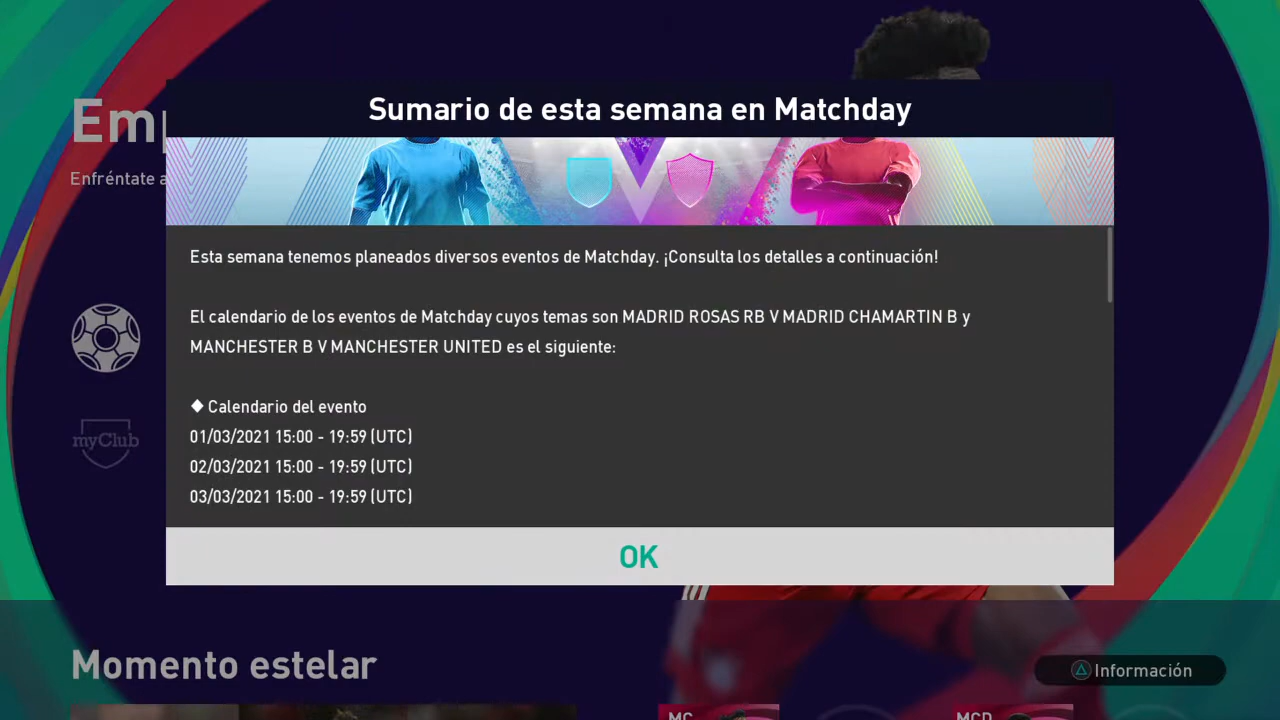 Sumario de esta semana en Matchday
Em
Enfréntate a
Esta semana tenemos planeados diversos eventos de Matchday. ¡Consulta los detalles a continuación!
El calendario de los eventos de Matchday cuyos temas son MADRID ROSAS RB V MADRID CHAMARTIN B y
MANCHESTER B V MANCHESTER UNITED es el siguiente:
◆ Calendario del evento
01/03/2021 15:00 - 19:59 (UTC)
02/03/2021 15:00 - 19:59 (UTC)
03/03/2021 15:00 - 19:59 (UTC)
myClub
OK
Momento estelar
Información
MC
MCD